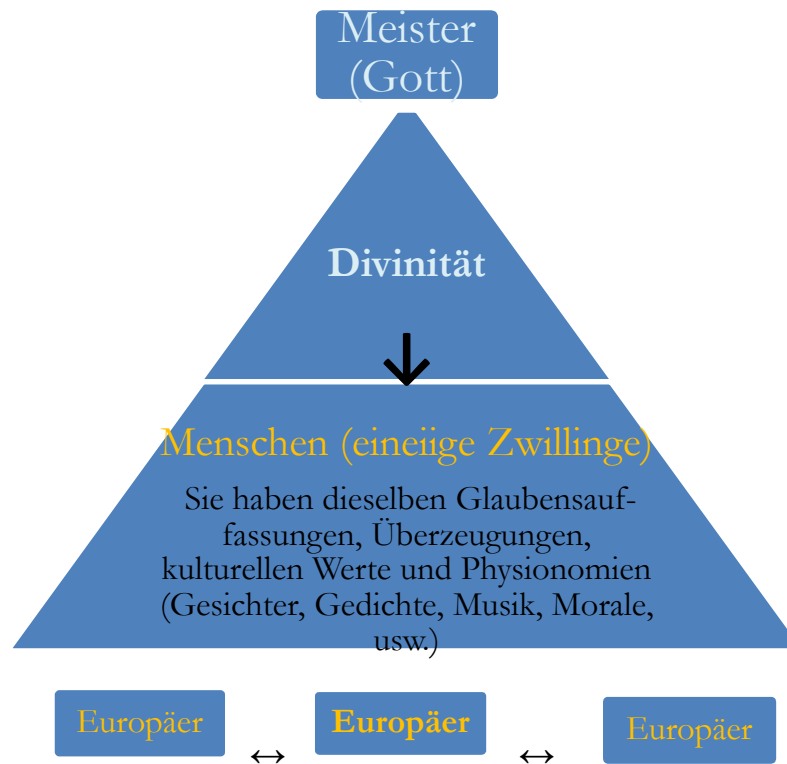 Meister
(Gott)
Divinität
↓
Menschen (eineiige Zwillinge)
Sie haben dieselben Glaubensauf-
fassungen, Überzeugungen,
kulturellen Werte und Physionomien
(Gesichter, Gedichte, Musik, Morale,
usw.)
Europäer ↔ Europäer ↔ Europäer